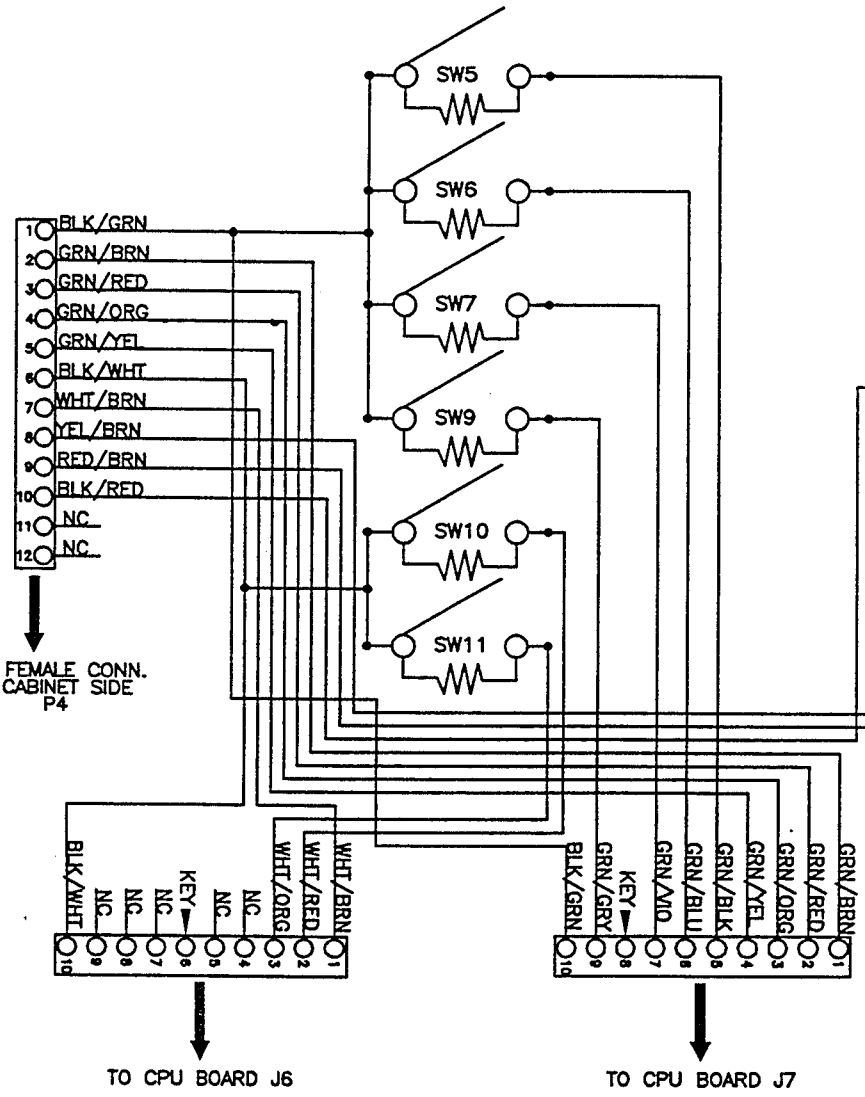 SW5
SW6
SW7
SW9
SW10
SW11
1 BLK/GRN
2 GRN/BRN
3 GRN/RED
4 GRN/ORG
5 GRN/YEL
6 BLK/WHT
7 WHT/BRN
8 YEL/BRN
9 RED/BRN
10 BLK/RED
11 NC
12 NC
FEMALE CONN.
CABINET SIDE
P4
BLK/WHT
NC
NC
NC
KEY
NC
NC
WHT/ORG
WHT/RED
WHT/BRN
10 9 8 7 6 5 4 3 2 1
TO CPU BOARD J6
BLK/GRN
GRN/GRY
KEY
GRN/VIO
GRN/BLU
GRN/BLK
GRN/YEL
GRN/ORG
GRN/RED
GRN/BRN
10 9 8 7 6 5 4 3 2 1
TO CPU BOARD J7